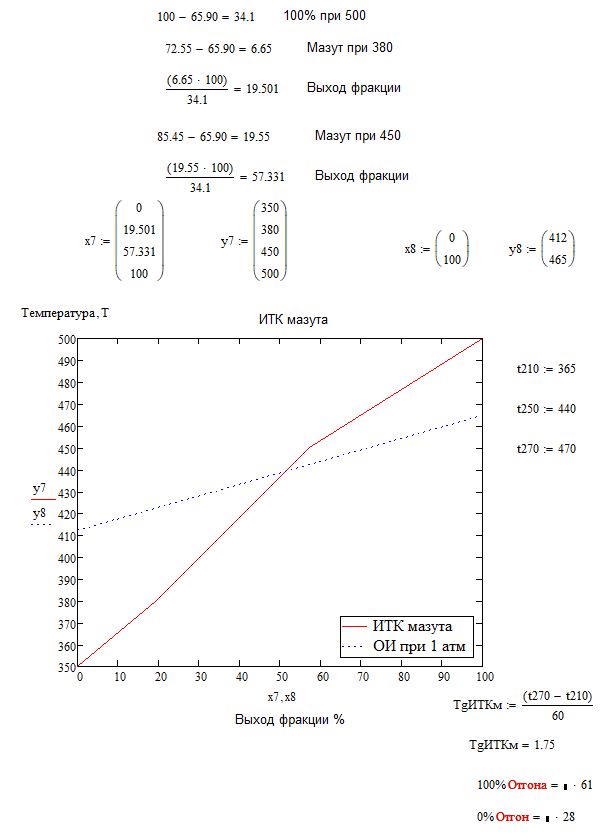 100 − 65.90 = 34.1 100% при 500
72.55 − 65.90 = 6.65 Мазут при 380
(6.65 · 100)
34.1
= 19.501 Выход фракции
85.45 − 65.90 = 19.55 Мазут при 450
(19.55 · 100)
34.1
= 57.331 Выход фракции
x7 := y7 := x8 := y8 :=
0 350
19.501 380 0 412
57.331 450 100 465
100 500
Температура, T
ИТК мазута
500
490
480
470
460
450
440
430
420
410
400
390
380
370
360
350
y7
y8
t210 := 365
t250 := 440
t270 := 470
ИТК мазута
ОИ при 1 атм
0 10 20 30 40 50 60 70 80 90 100
x7, x8
Выход фракции %
TgИТКм :=
(t270 − t210)
60
TgИТКм = 1.75
100%Отгона = ▮ · 61
0%Отгон = ▮ · 28